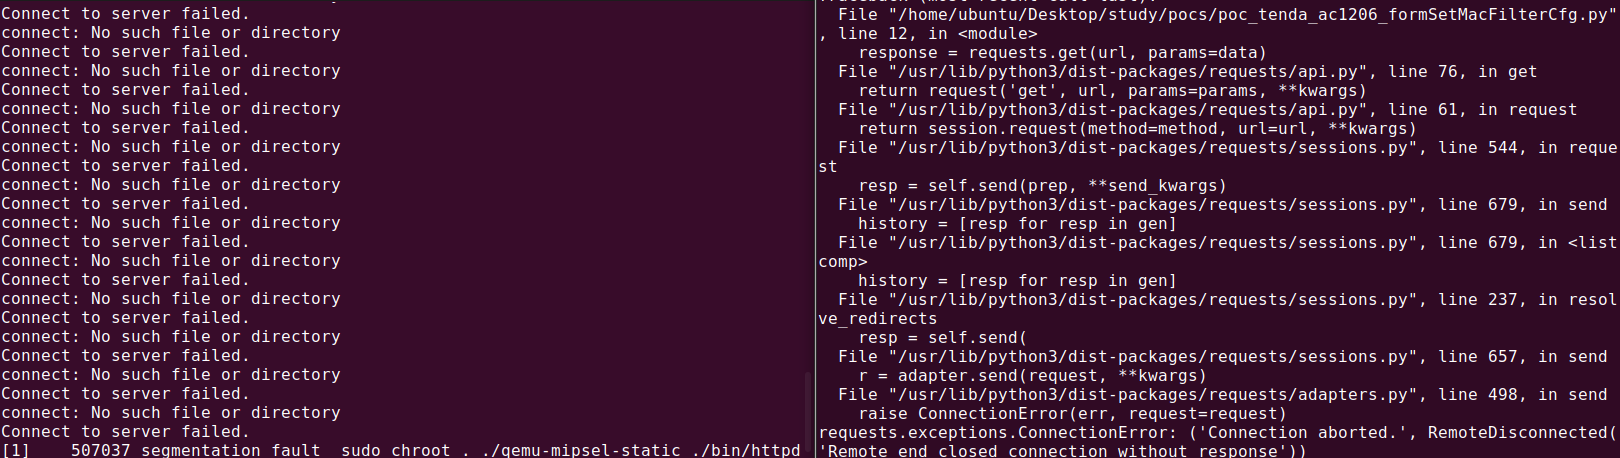 Connect to server failed.
connect: No such file or directory
Connect to server failed.
connect: No such file or directory
Connect to server failed.
connect: No such file or directory
Connect to server failed.
connect: No such file or directory
Connect to server failed.
connect: No such file or directory
Connect to server failed.
connect: No such file or directory
Connect to server failed.
connect: No such file or directory
Connect to server failed.
connect: No such file or directory
Connect to server failed.
connect: No such file or directory
Connect to server failed.
connect: No such file or directory
Connect to server failed.
connect: No such file or directory
Connect to server failed.
[1]    507037 segmentation fault  sudo chroot . ./qemu-mipsel-static ./bin/httpd
  File "/home/ubuntu/Desktop/study/pocs/poc_tenda_ac1206_formSetMacFilterCfg.py"
, line 12, in <module>
    response = requests.get(url, params=data)
  File "/usr/lib/python3/dist-packages/requests/api.py", line 76, in get
    return request('get', url, params=params, **kwargs)
  File "/usr/lib/python3/dist-packages/requests/api.py", line 61, in request
    return session.request(method=method, url=url, **kwargs)
  File "/usr/lib/python3/dist-packages/requests/sessions.py", line 544, in reque
st
    resp = self.send(prep, **send_kwargs)
  File "/usr/lib/python3/dist-packages/requests/sessions.py", line 679, in send
    history = [resp for resp in gen]
  File "/usr/lib/python3/dist-packages/requests/sessions.py", line 679, in <list
comp>
    history = [resp for resp in gen]
  File "/usr/lib/python3/dist-packages/requests/sessions.py", line 237, in resol
ve_redirects
    resp = self.send(
  File "/usr/lib/python3/dist-packages/requests/sessions.py", line 657, in send
    r = adapter.send(request, **kwargs)
  File "/usr/lib/python3/dist-packages/requests/adapters.py", line 498, in send
    raise ConnectionError(err, request=request)
requests.exceptions.ConnectionError: ('Connection aborted.', RemoteDisconnected(
'Remote end closed connection without response'))